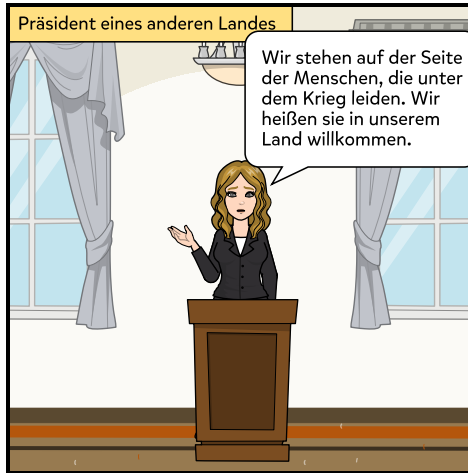 Präsident eines anderen Landes
Wir stehen auf der Seite
der Menschen, die unter
dem Krieg leiden. Wir
heißen sie in unserem
Land willkommen.